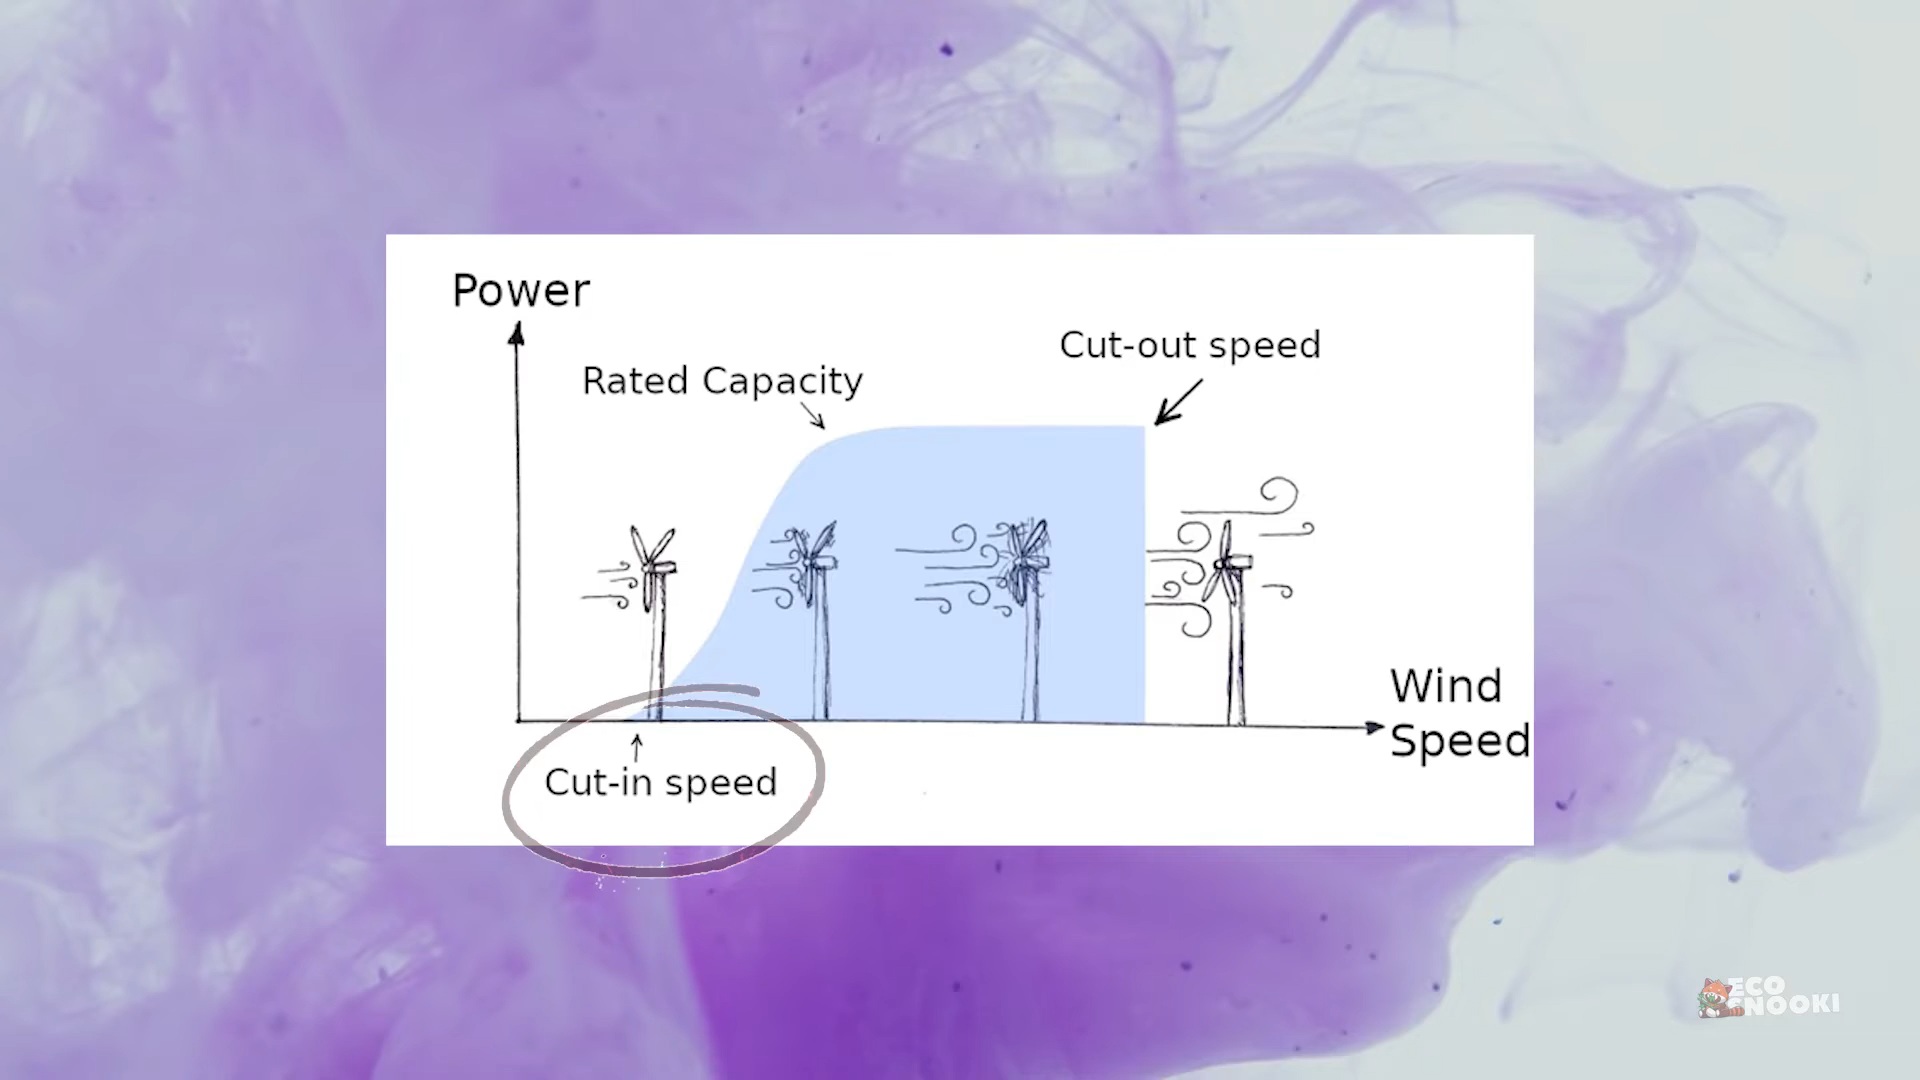 Power
Cut-out speed
Rated Capacity
Wind
Speed
Cut-in speed
ECO
SNOOKI